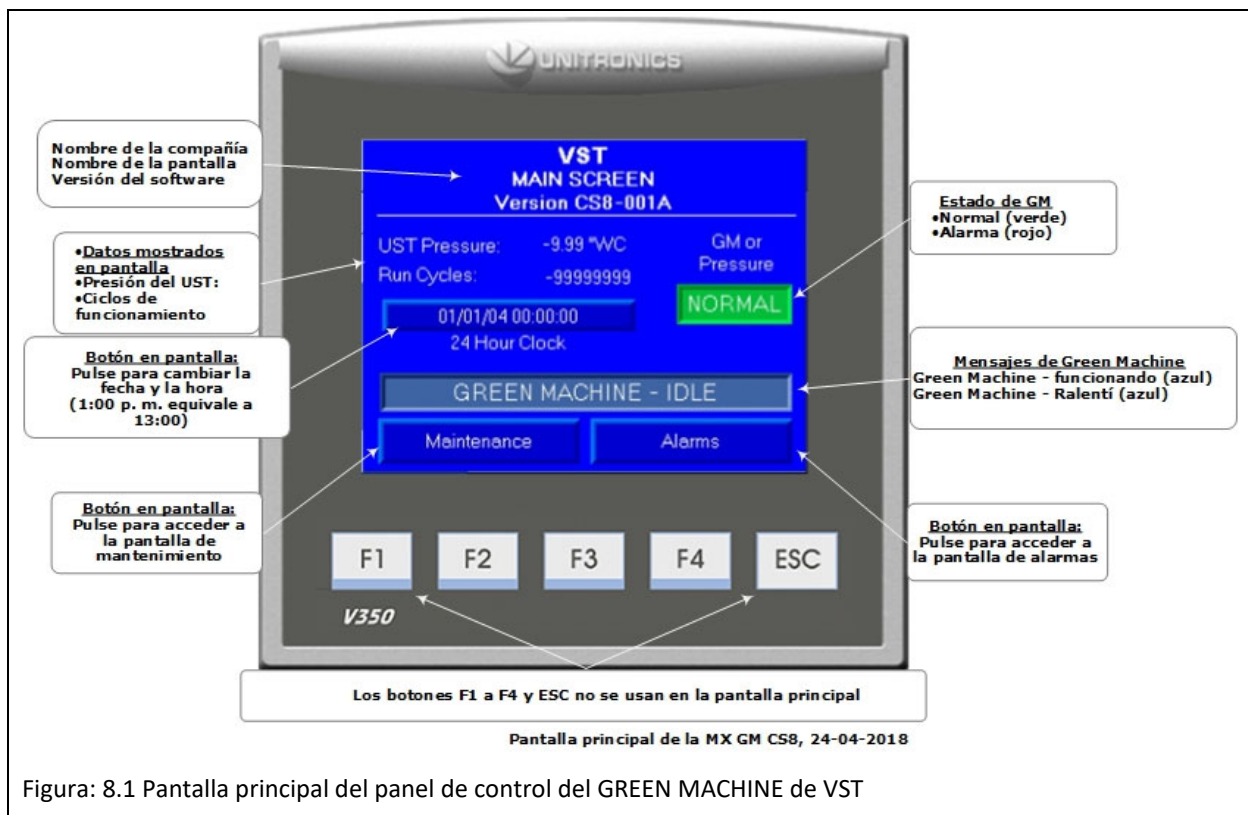 UNITRONICS
Nombre de la compañía
Nombre de la pantalla
Versión del software
VST
MAIN SCREEN
Version CS8-001A
•Datos mostrados
en pantalla
•Presión del UST:
•Ciclos de
funcionamiento
UST Pressure: -9.99 "WC
Run Cycles: -99999999
GM or
Pressure
NORMAL
01/01/04 00:00:00
24 Hour Clock
GREEN MACHINE - IDLE
Maintenance
Alarms
Estado de GM
•Normal (verde)
•Alarma (rojo)
Botón en pantalla:
Pulse para cambiar la
fecha y la hora
(1:00 p. m. equivale a
13:00)
Mensajes de Green Machine
Green Machine - funcionando (azul)
Green Machine - Ralentí (azul)
Botón en pantalla:
Pulse para acceder a
la pantalla de
mantenimiento
Botón en pantalla:
Pulse para acceder a
la pantalla de alarmas
F1 F2 F3 F4 ESC
V350
Los botones F1 a F4 y ESC no se usan en la pantalla principal
Pantalla principal de la MX GM CS8, 24-04-2018
Figura: 8.1 Pantalla principal del panel de control del GREEN MACHINE de VST